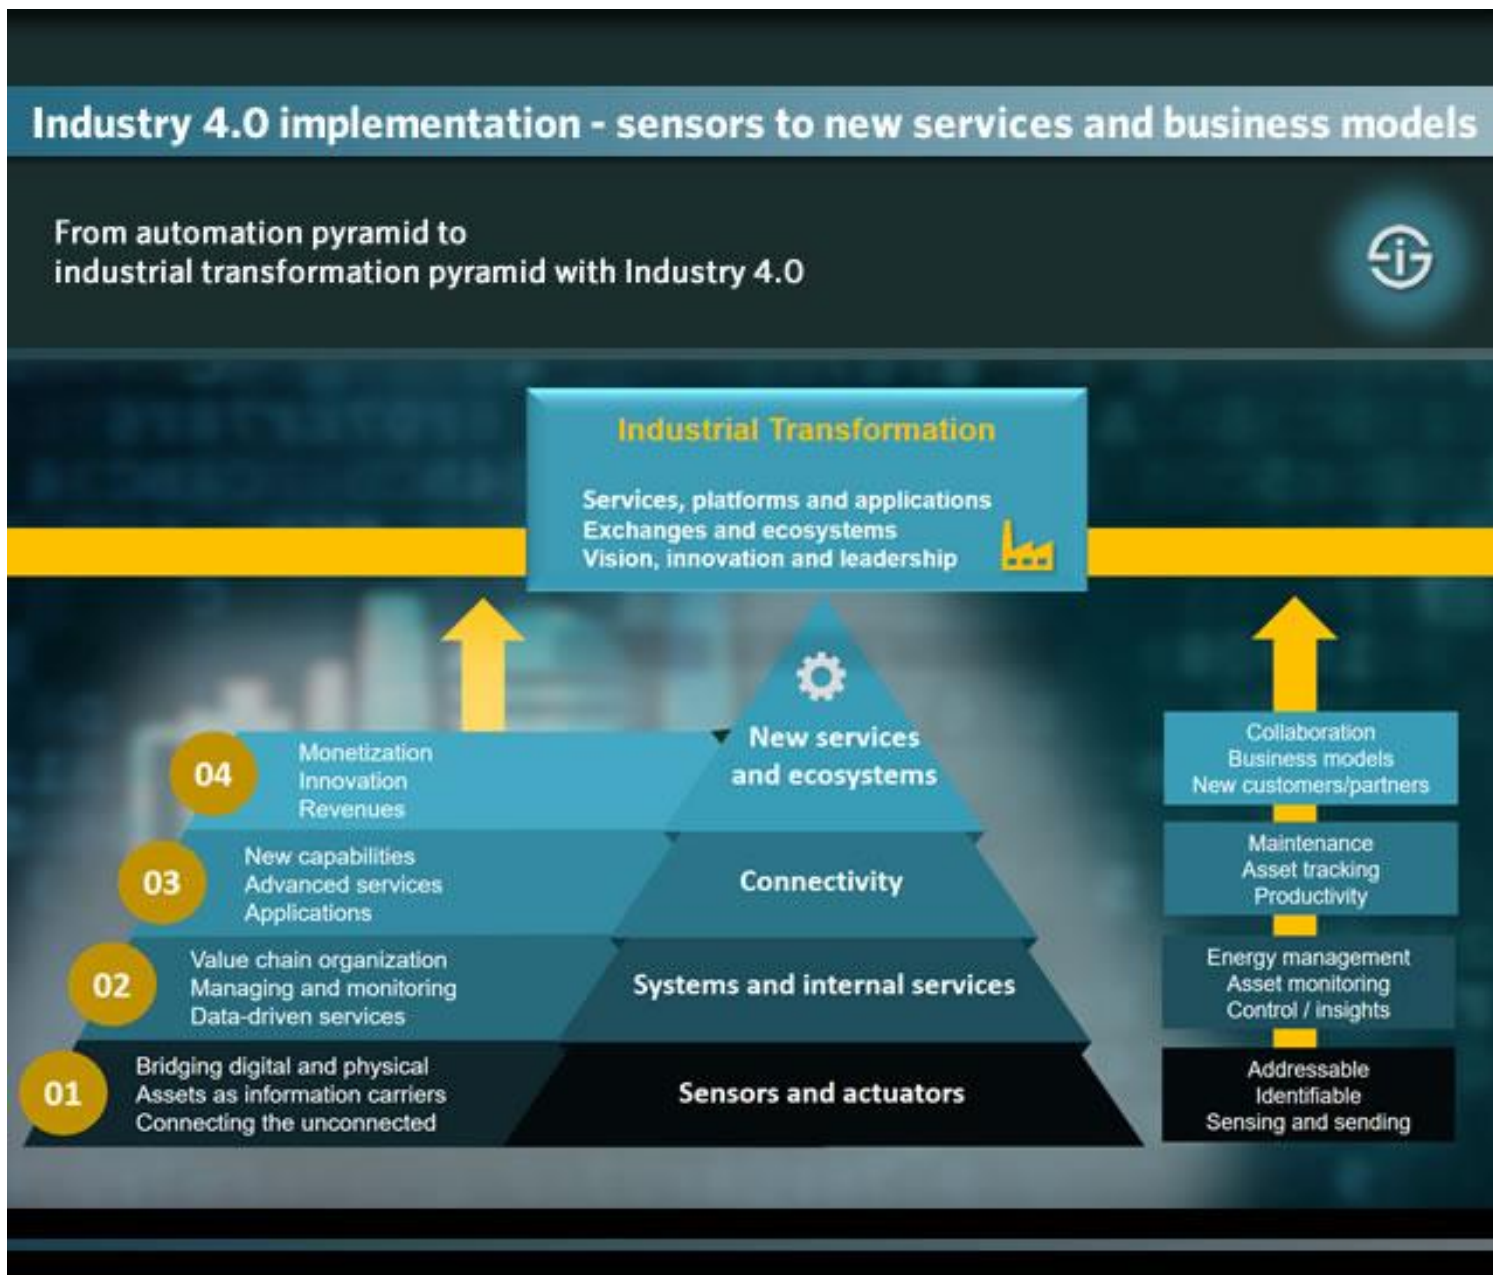 Industry 4.0 implementation - sensors to new services and business models
From automation pyramid to
industrial transformation pyramid with Industry 4.0
Industrial Transformation
Services, platforms and applications
Exchanges and ecosystems
Vision, innovation and leadership
04
Monetization
Innovation
Revenues
New services
and ecosystems
Collaboration
Business models
New customers/partners
03
New capabilities
Advanced services
Applications
Connectivity
Maintenance
Asset tracking
Productivity
02
Value chain organization
Managing and monitoring
Data-driven services
Systems and internal services
Energy management
Asset monitoring
Control / insights
01
Bridging digital and physical
Assets as information carriers
Connecting the unconnected
Sensors and actuators
Addressable
Identifiable
Sensing and sending